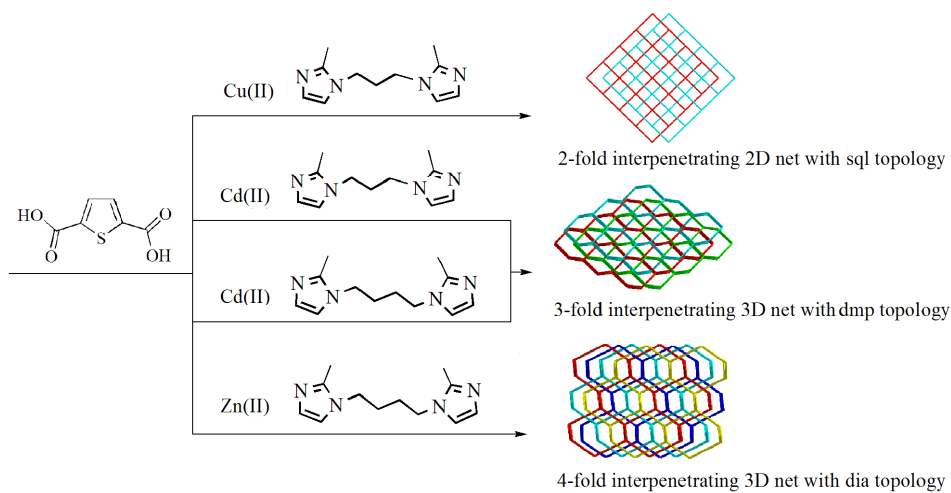 Cu(II)
N
N
N
N
2-fold interpenetrating 2D net with sql topology
Cd(II)
N
N
N
N
HO
O
S
O
OH
Cd(II)
N
N
N
N
3-fold interpenetrating 3D net with dmp topology
Zn(II)
N
N
N
N
4-fold interpenetrating 3D net with dia topology